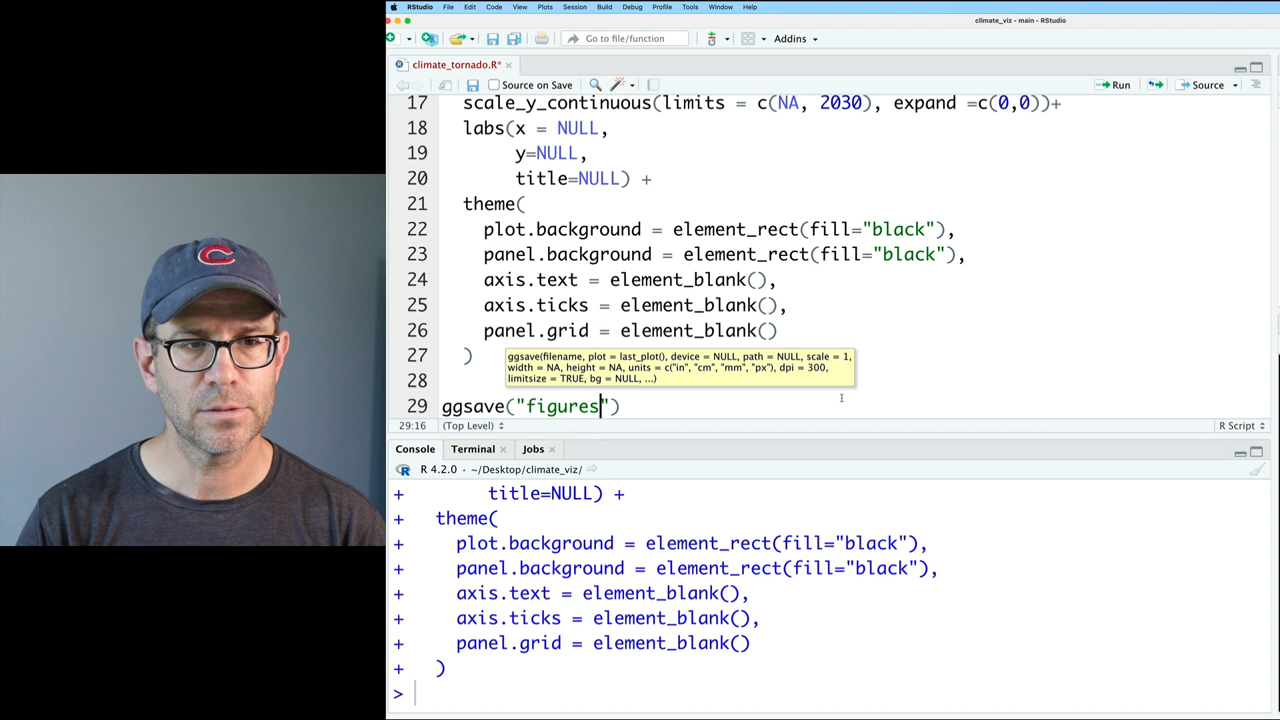 RStudio File Edit Code View Plots Session Build Debug Profile Tools Window Help
climate_viz - main - RStudio
Go to file/function Addins
climate_tornado.R*
Source on Save Run Source
17 scale_y_continuous(limits = c(NA, 2030), expand =c(0,0))+
18 labs(x = NULL,
19 y=NULL,
20 title=NULL) +
21 theme(
22 plot.background = element_rect(fill="black"),
23 panel.background = element_rect(fill="black"),
24 axis.text = element_blank(),
25 axis.ticks = element_blank(),
26 panel.grid = element_blank()
27 )
ggsave(filename, plot = last_plot(), device = NULL, path = NULL, scale = 1,
width = NA, height = NA, units = c("in", "cm", "mm", "px"), dpi = 300,
limitsize = TRUE, bg = NULL, ...)
28
29 ggsave("figures")
29:16 (Top Level) R Script
Console Terminal Jobs
R 4.2.0 · ~/Desktop/climate_viz/
+ title=NULL) +
+ theme(
+ plot.background = element_rect(fill="black"),
+ panel.background = element_rect(fill="black"),
+ axis.text = element_blank(),
+ axis.ticks = element_blank(),
+ panel.grid = element_blank()
+ )
>
C